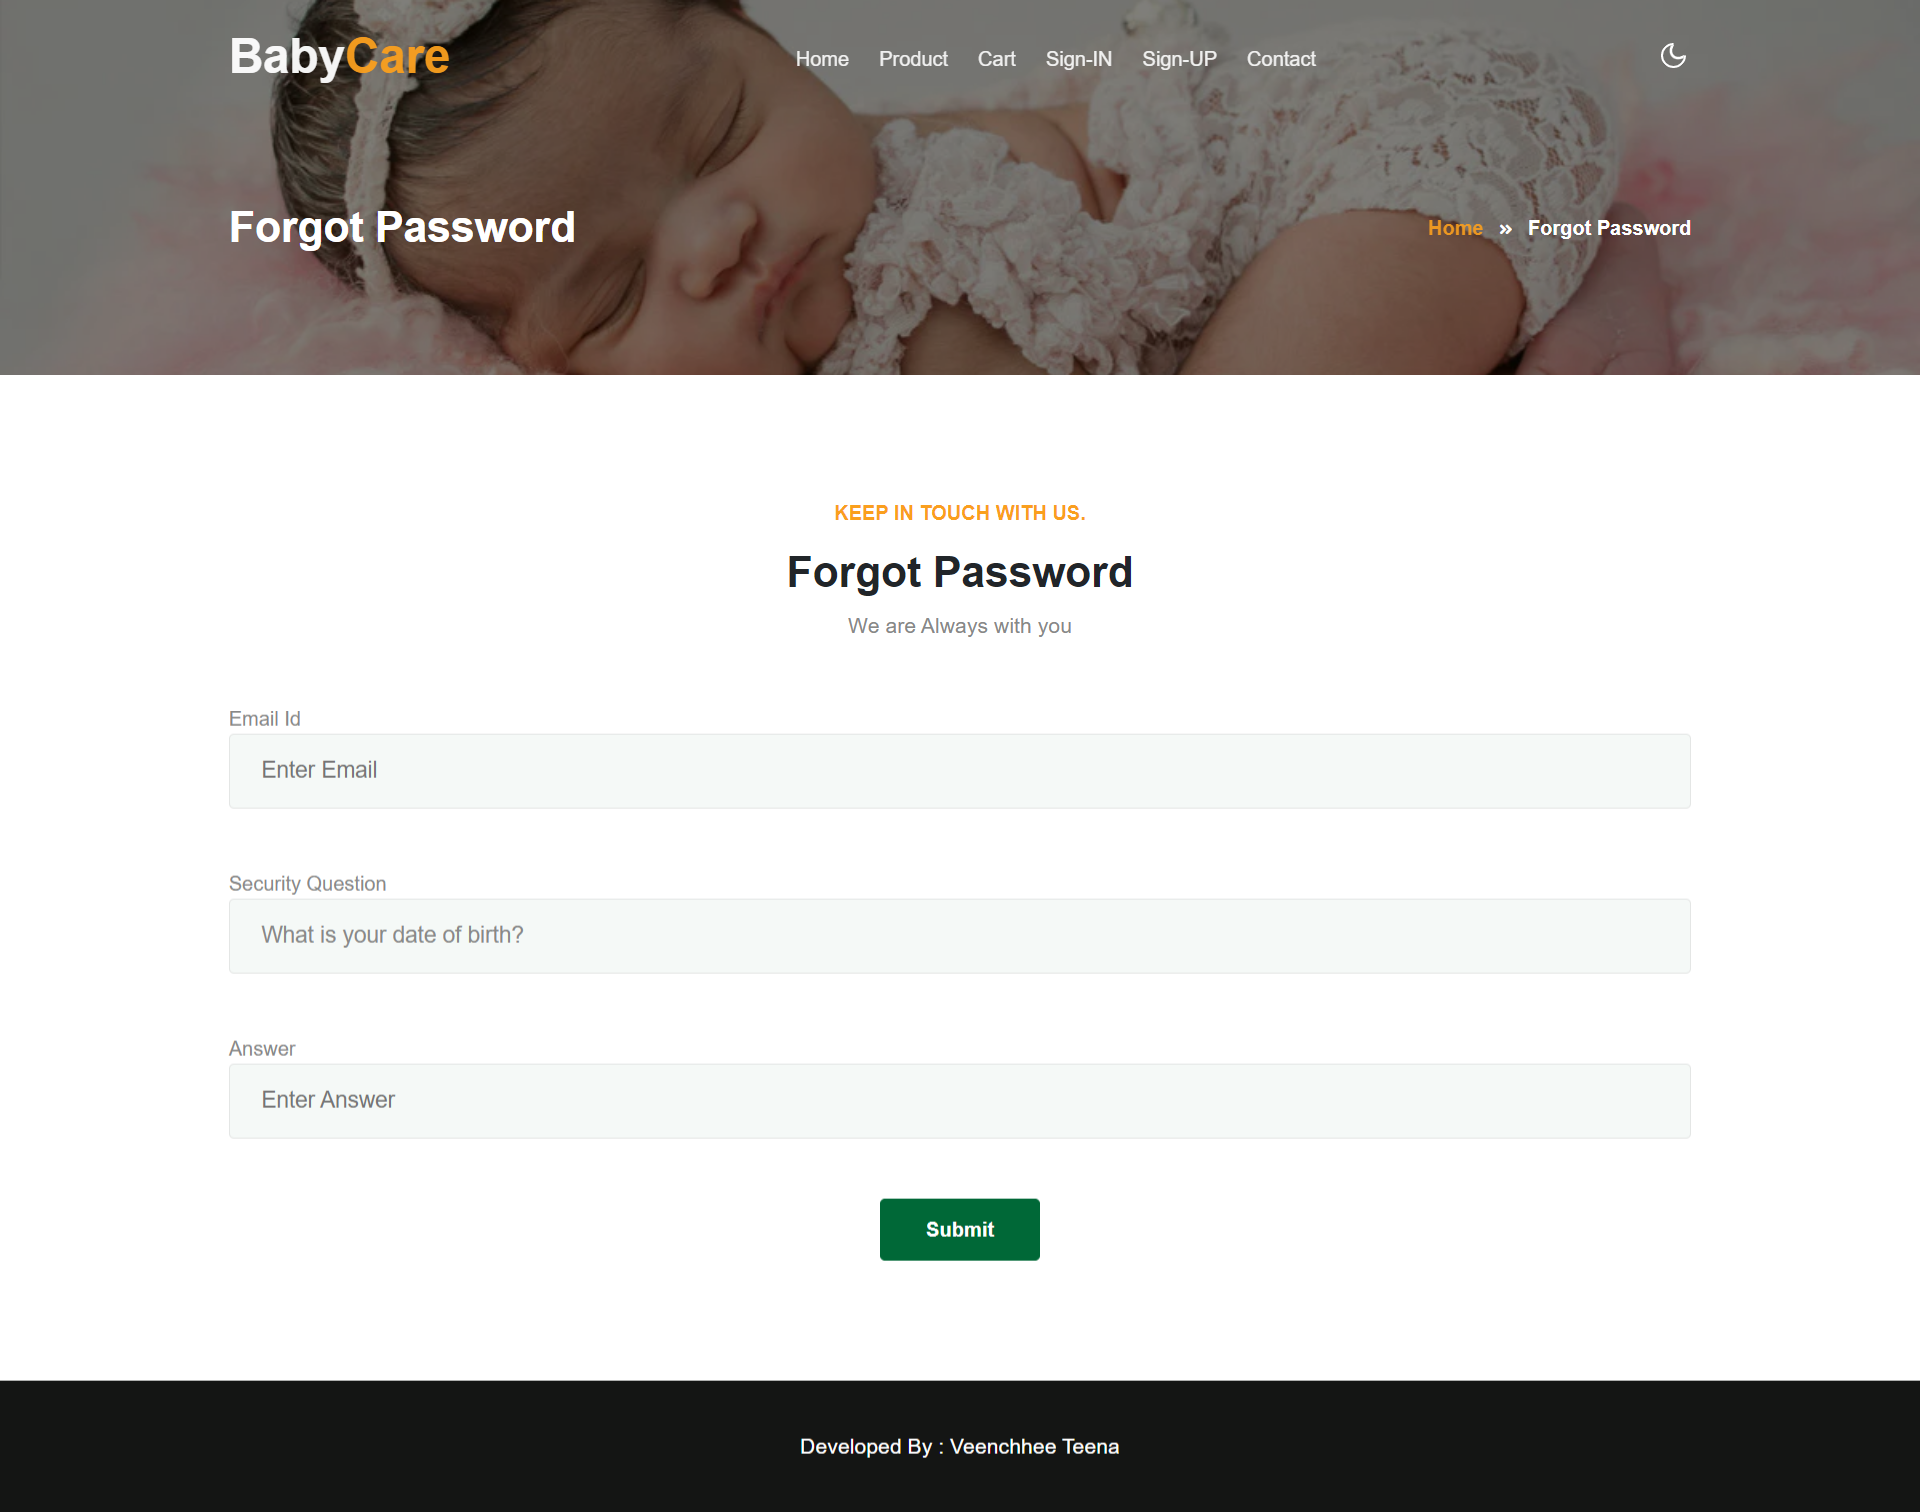 BabyCare
Home Product Cart Sign-IN Sign-UP Contact
Forgot Password
Home » Forgot Password
KEEP IN TOUCH WITH US.
Forgot Password
We are Always with you
Email Id
Enter Email
Security Question
What is your date of birth?
Answer
Enter Answer
Submit
Developed By : Veenchhee Teena